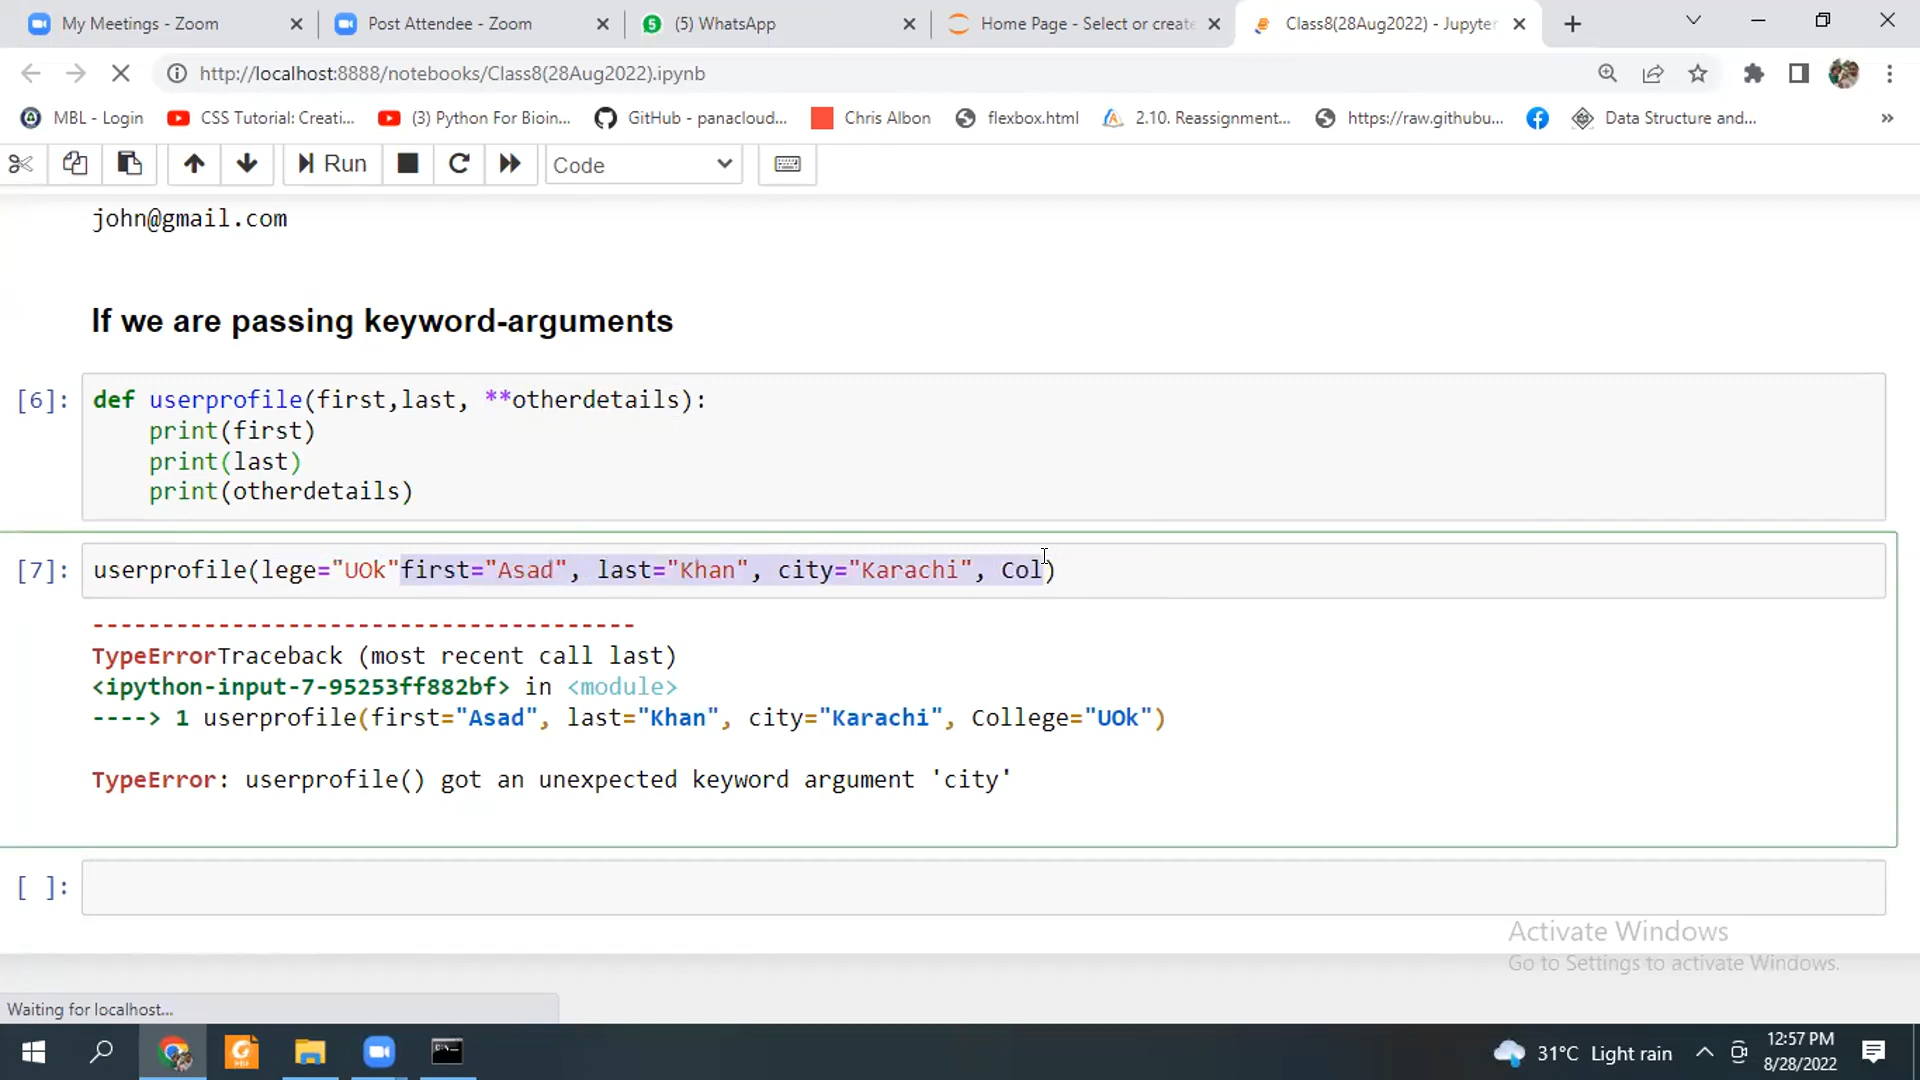 My Meetings - Zoom
Post Attendee - Zoom
5 (5) WhatsApp
Home Page - Select or create
Class8(28Aug2022) - Jupyter
http://localhost:8888/notebooks/Class8(28Aug2022).ipynb
MBL - Login
CSS Tutorial: Creati...
(3) Python For Bioin...
GitHub - panacloud...
Chris Albon
flexbox.html
2.10. Reassignment...
https://raw.githubu...
Data Structure and...
»
Run
Code
john@gmail.com
If we are passing keyword-arguments
[6]: def userprofile(first,last, **otherdetails):
print(first)
print(last)
print(otherdetails)
[7]: userprofile(lege="UOk"first="Asad", last="Khan", city="Karachi", Col)
---------------------------------------
TypeErrorTraceback (most recent call last)
<ipython-input-7-95253ff882bf> in <module>
----> 1 userprofile(first="Asad", last="Khan", city="Karachi", College="UOk")
TypeError: userprofile() got an unexpected keyword argument 'city'
[ ]:
Activate Windows
Go to Settings to activate Windows.
Waiting for localhost...
31°C Light rain
12:57 PM
8/28/2022